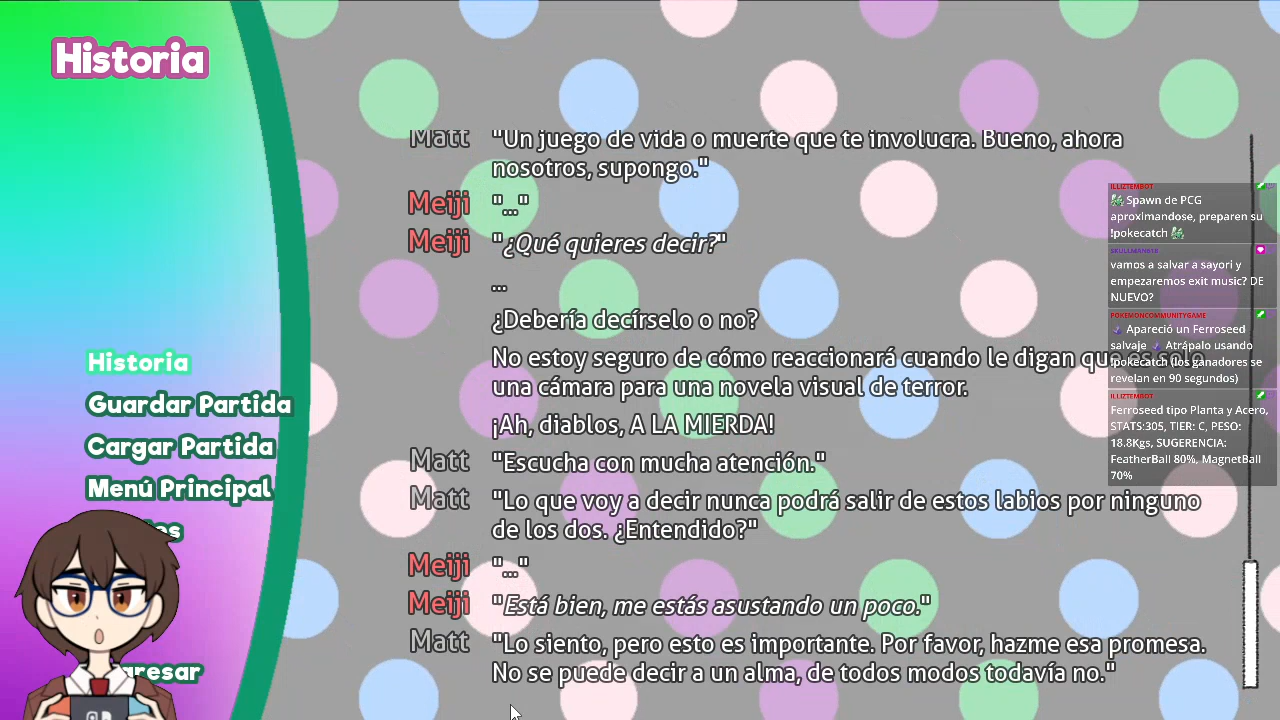 Historia
Matt "Un juego de vida o muerte que te involucra. Bueno, ahora
nosotros, supongo."
Meiji "..."
Meiji "¿Qué quieres decir?"
...
¿Debería decírselo o no?
No estoy seguro de cómo reaccionará cuando le digan que es solo
una cámara para una novela visual de terror.
¡Ah, diablos, A LA MIERDA!
Matt "Escucha con mucha atención."
Matt "Lo que voy a decir nunca podrá salir de estos labios por ninguno
de los dos. ¿Entendido?"
Meiji "..."
Meiji "Está bien, me estás asustando un poco."
Matt "Lo siento, pero esto es importante. Por favor, hazme esa promesa.
No se puede decir a un alma, de todos modos todavía no."
Historia
Guardar Partida
Cargar Partida
Menú Principal
ILLIZTEMBOT
Spawn de PCG
aproximandose, preparen su
!pokecatch
vamos a salvar a sayori y
empezaremos exit music? DE
NUEVO?
POKEMONCOMMUNITYGAME
Apareció un Ferroseed
salvaje Atrápalo usando
!pokecatch (los ganadores se
revelan en 90 segundos)
ILLIZTEMBOT
Ferroseed tipo Planta y Acero,
STATS:305, TIER: C, PESO:
18.8Kgs, SUGERENCIA:
FeatherBall 80%, MagnetBall
70%